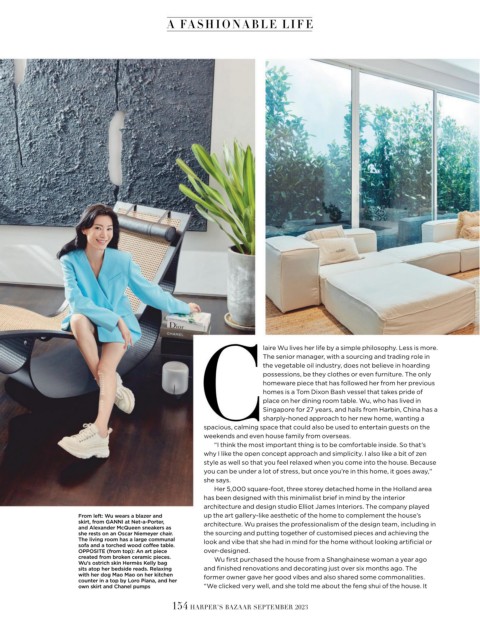 A FASHIONABLE LIFE
Dior
Claire Wu lives her life by a simple philosophy. Less is more.
The senior manager, with a sourcing and trading role in
the vegetable oil industry, does not believe in hoarding
possessions, be they clothes or even furniture. The only
homeware piece that has followed her from her previous
homes is a Tom Dixon Bash vessel that takes pride of
place on her dining room table. Wu, who has lived in
Singapore for 27 years, and hails from Harbin, China has a
sharply-honed approach to her new home, wanting a
spacious, calming space that could also be used to entertain guests on the
weekends and even house family from overseas.
"I think the most important thing is to be comfortable inside. So that's
why I like the open concept approach and simplicity. I also like a bit of zen
style as well so that you feel relaxed when you come into the house. Because
you can be under a lot of stress, but once you're in this home, it goes away,"
she says.
Her 5,000 square-foot, three storey detached home in the Holland area
has been designed with this minimalist brief in mind by the interior
architecture and design studio Elliot James Interiors. The company played
up the art gallery-like aesthetic of the home to complement the house's
architecture. Wu praises the professionalism of the design team, including in
the sourcing and putting together of customised pieces and achieving the
look and vibe that she had in mind for the home without looking artificial or
over-designed.
Wu first purchased the house from a Shanghainese woman a year ago
and finished renovations and decorating just over six months ago. The
former owner gave her good vibes and also shared some commonalities.
"We clicked very well, and she told me about the feng shui of the house. It
From left: Wu wears a blazer and
skirt, from GANNI at Net-a-Porter,
and Alexander McQueen sneakers as
she rests on an Oscar Niemeyer chair.
The living room has a large communal
sofa and a torched wood coffee table.
OPPOSITE (from top): An art piece
created from broken ceramic pieces.
Wu's ostrich skin Hermès Kelly bag
sits atop her bedside reads. Relaxing
with her dog Mao Mao on her kitchen
counter in a top by Loro Piana, and her
own skirt and Chanel pumps
154 HARPER'S BAZAAR SEPTEMBER 2023